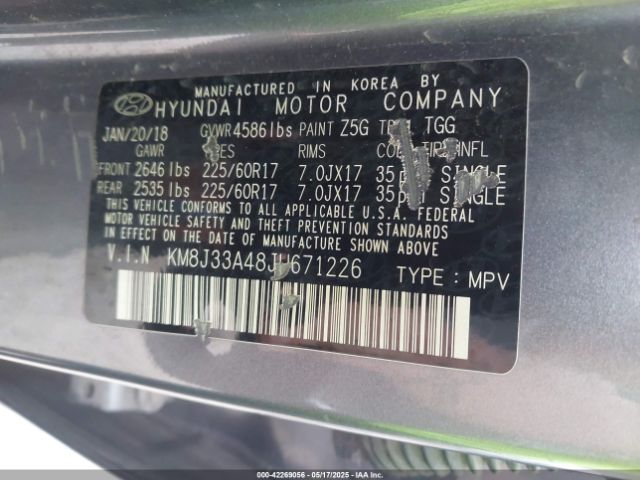 MANUFACTURED IN KOREA BY
HYUNDAI MOTOR COMPANY
JAN/20/18 GVWR 4586 lbs PAINT Z5G TGG
GAWR RIMS INFL
FRONT 2646 lbs 225/60R17 7.0JX17 SINGLE
REAR 2535 lbs 225/60R17 7.0JX17 SINGLE
THIS VEHICLE CONFORMS TO ALL APPLICABLE U.S.A. FEDERAL
MOTOR VEHICLE SAFETY AND THEFT PREVENTION STANDARDS
IN EFFECT ON THE DATE OF MANUFACTURE SHOWN ABOVE
V.I.N KM8J33A48JU671226 TYPE : MPV
000-42269056 - 05/17/2025 - IAA INC.